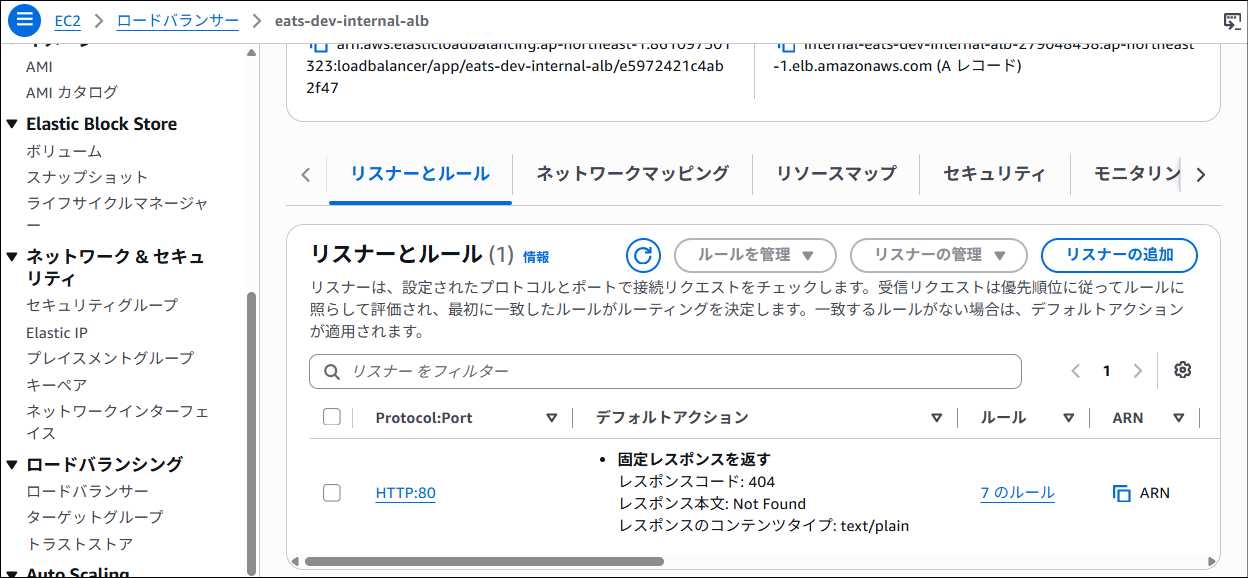 EC2 > ロードバランサー > eats-dev-internal-alb
AMI
AMI カタログ
Elastic Block Store
ボリューム
スナップショット
ライフサイクルマネージャ
ー
ネットワーク & セキュ
リティ
セキュリティグループ
Elastic IP
プレイスメントグループ
キーペア
ネットワークインターフェ
イス
ロードバランシング
ロードバランサー
ターゲットグループ
トラストストア
Auto Scaling
323:loadbalancer/app/eats-dev-internal-alb/e5972421c4ab
2f47
-1.elb.amazonaws.com (A レコード)
リスナーとルール
ネットワークマッピング
リソースマップ
セキュリティ
モニタリン
リスナーとルール (1) 情報
ルールを管理
リスナーの管理
リスナーの追加
リスナーは、設定されたプロトコルとポートで接続リクエストをチェックします。受信リクエストは優先順位に従ってルールに
照らして評価され、最初に一致したルールがルーティングを決定します。一致するルールがない場合は、デフォルトアクション
が適用されます。
リスナー をフィルター
1
Protocol:Port
デフォルトアクション
ルール
ARN
• 固定レスポンスを返す
レスポンスコード: 404
HTTP:80
7 のルール
ARN
レスポンス本文: Not Found
レスポンスのコンテンツタイプ: text/plain